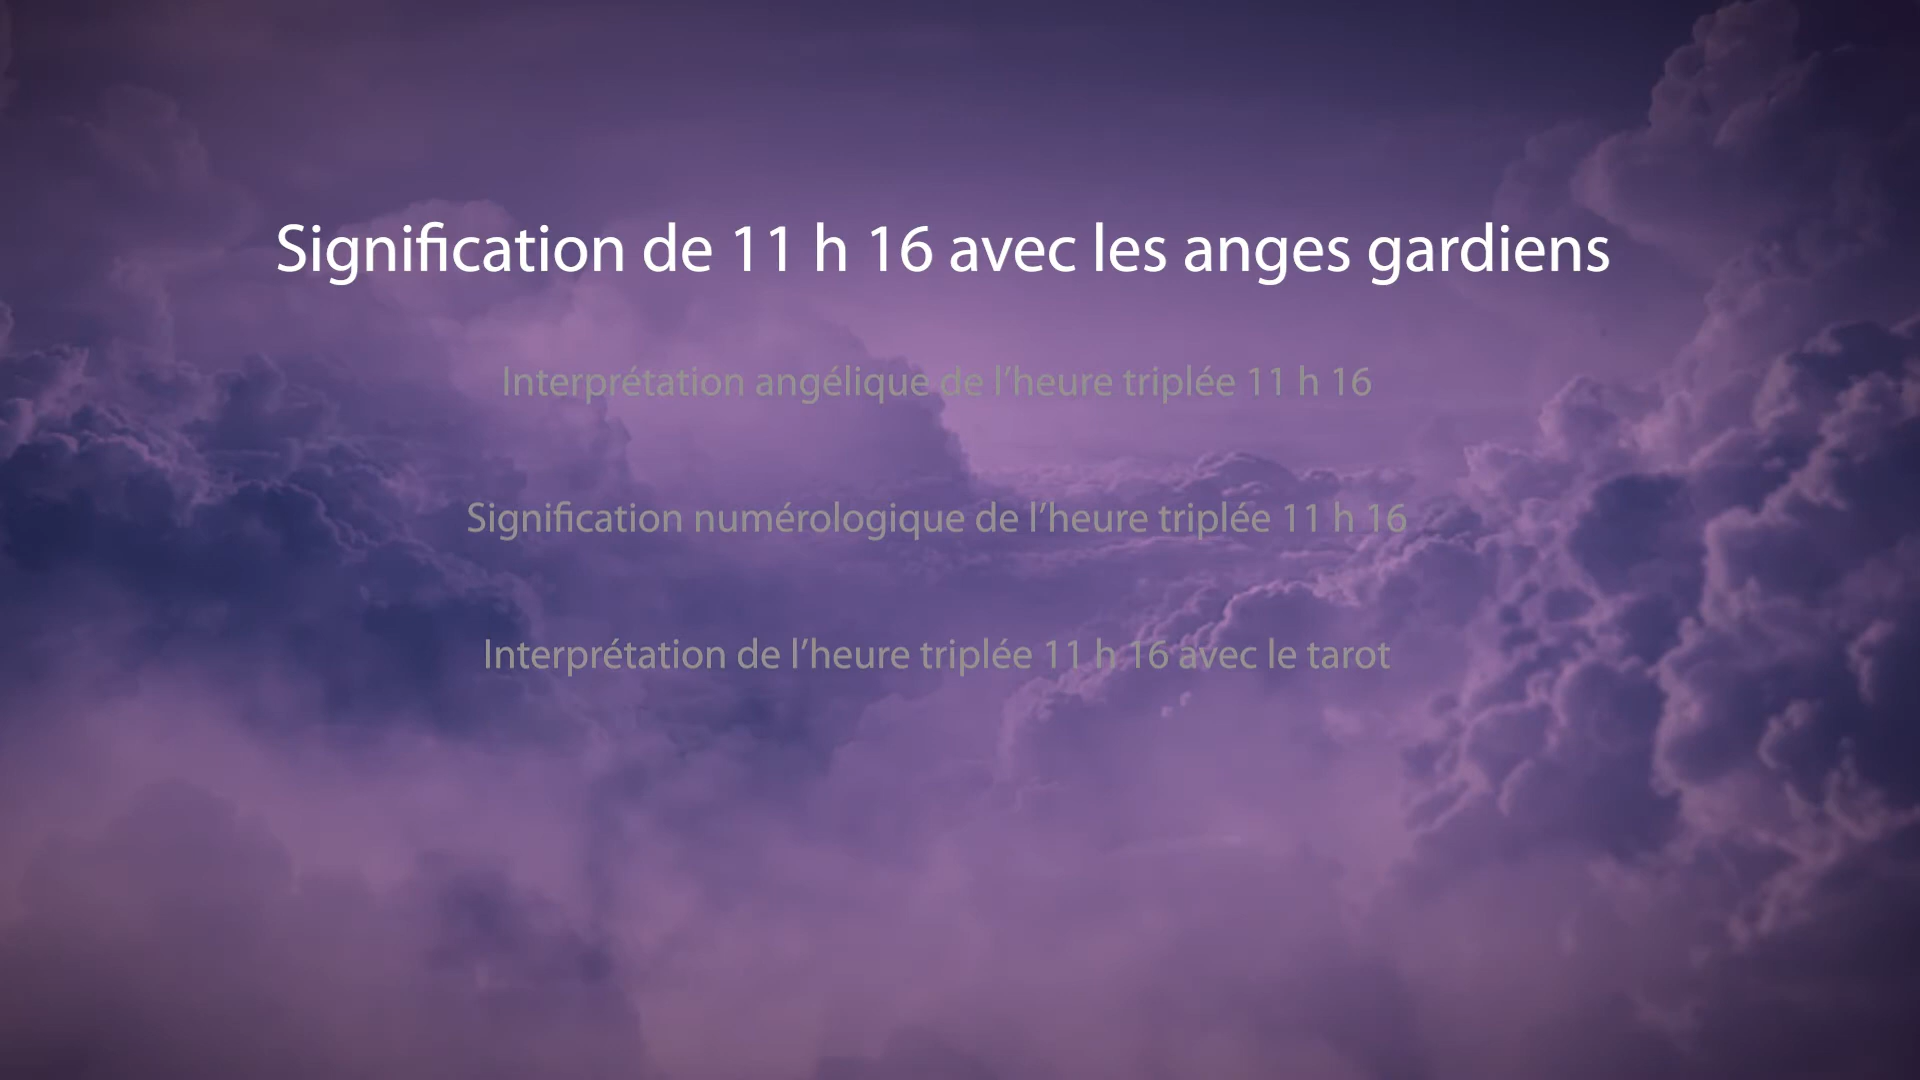 Signification de 11 h 16 avec les anges gardiens
Interprétation angélique de l’heure triplée 11 h 16
Signification numérologique de l’heure triplée 11 h 16
Interprétation de l’heure triplée 11 h 16 avec le tarot